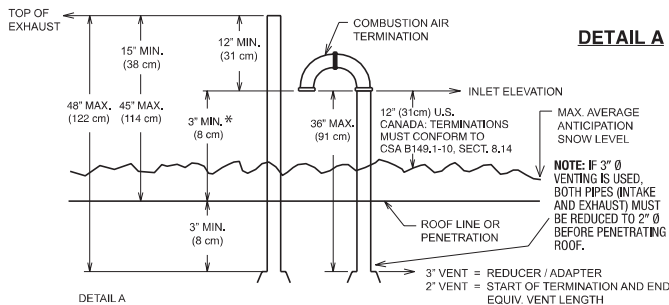 TOP OF
EXHAUST
COMBUSTION AIR
TERMINATION
DETAIL A
15" MIN.
(38 cm)
12" MIN.
(31 cm)
INLET ELEVATION
48" MAX.
(122 cm)
45" MAX.
(114 cm)
3" MIN. *
(8 cm)
36" MAX.
(91 cm)
12" (31cm) U.S.
CANADA: TERMINATIONS
MUST CONFORM TO
CSA B149.1-10, SECT. 8.14
MAX. AVERAGE
ANTICIPATION
SNOW LEVEL
NOTE: IF 3" Ø
VENTING IS USED,
BOTH PIPES (INTAKE
AND EXHAUST) MUST
BE REDUCED TO 2" Ø
BEFORE PENETRATING
ROOF.
3" MIN.
(8 cm)
ROOF LINE OR
PENETRATION
3" VENT = REDUCER / ADAPTER
2" VENT = START OF TERMINATION AND END
EQUIV. VENT LENGTH
DETAIL A